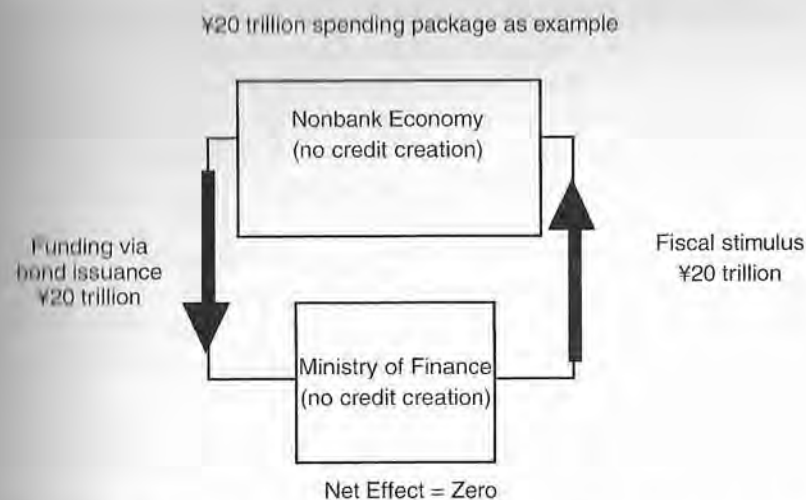 ¥20 trillion spending package as example
Nonbank Economy
(no credit creation)
Funding via
bond issuance
¥20 trillion
Fiscal stimulus
¥20 trillion
Ministry of Finance
(no credit creation)
Net Effect = Zero